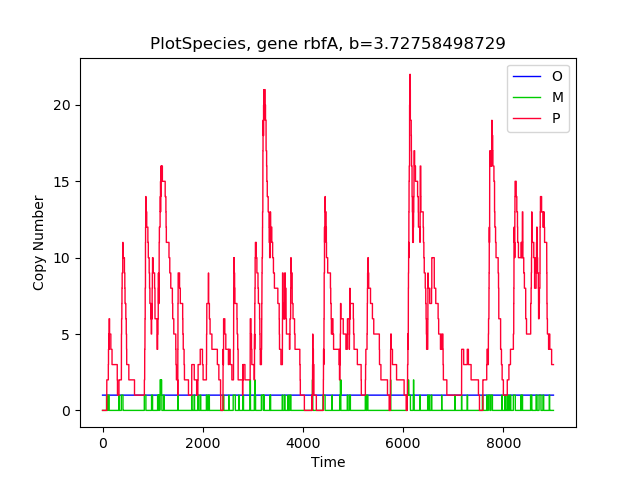 PlotSpecies, gene rbfA, b=3.72758498729
O
M
P
20
15
10
5
0
Copy Number
0 2000 4000 6000 8000
Time